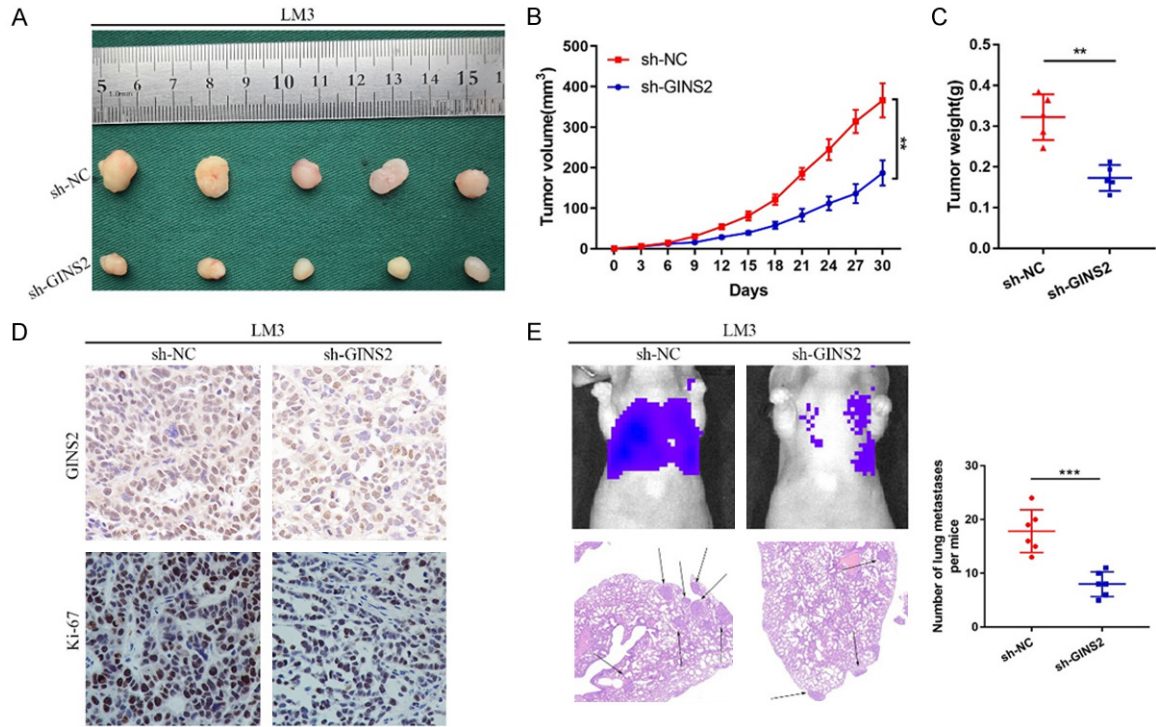 A
LM3
5 6 7 8 9 10 11 12 13 14 15 1
1.0mm
sh-NC
sh-GINS2
B
sh-NC
sh-GINS2
Tumor volume(mm³)
500
400
300
200
100
0
**
0 3 6 9 12 15 18 21 24 27 30
Days
C
Tumor weight(g)
0.5
0.4
0.3
0.2
0.1
0.0
**
sh-NC
sh-GINS2
D
LM3
sh-NC sh-GINS2
GINS2
Ki-67
E
LM3
sh-NC sh-GINS2
Number of lung metastases
per mice
30
20
10
0
***
sh-NC
sh-GINS2